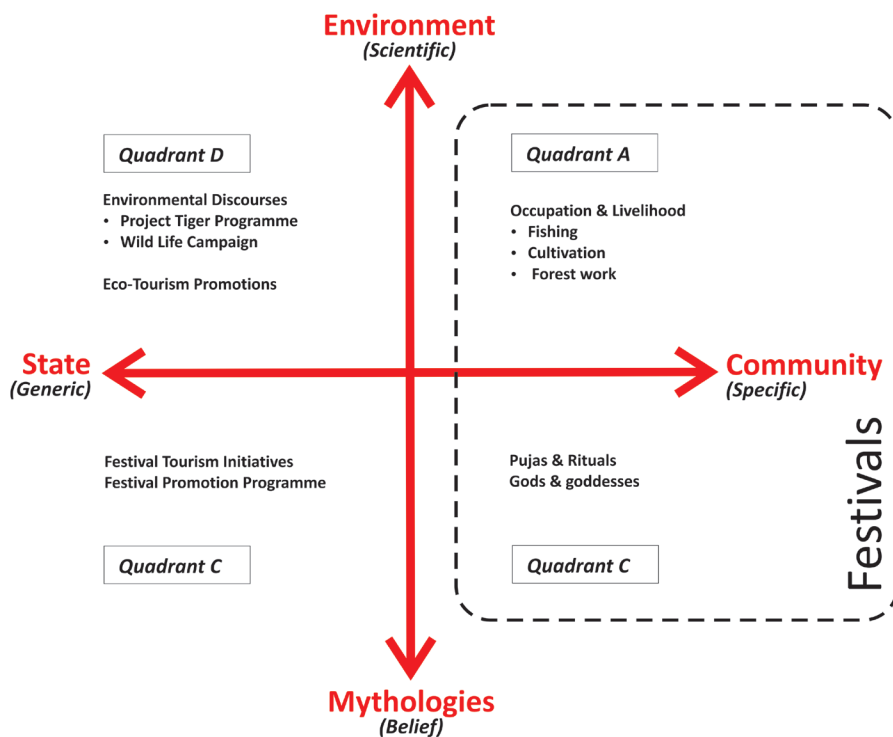 Environment
(Scientific)
Quadrant D
Environmental Discourses
• Project Tiger Programme
• Wild Life Campaign
Eco-Tourism Promotions
Quadrant A
Occupation & Livelihood
• Fishing
• Cultivation
• Forest work
State
(Generic)
Community
(Specific)
Festival Tourism Initiatives
Festival Promotion Programme
Quadrant C
Pujas & Rituals
Gods & goddesses
Quadrant C
Festivals
Mythologies
(Belief)